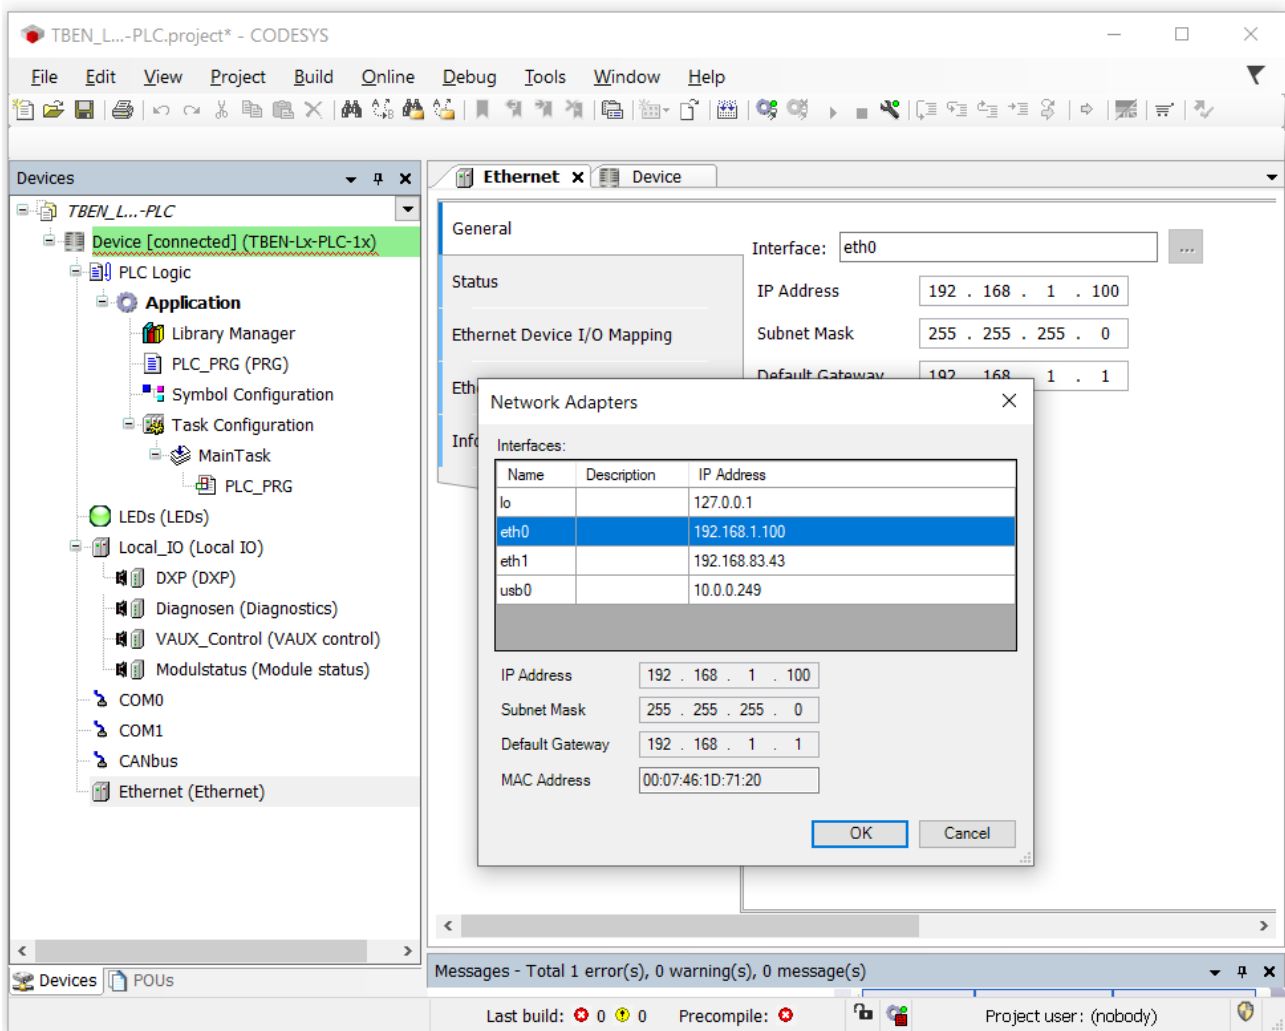 TBEN_L...-PLC.project* - CODESYS
File Edit View Project Build Online Debug Tools Window Help
Devices
TBEN_L...-PLC
Device [connected] (TBEN-Lx-PLC-1x)
PLC Logic
Application
Library Manager
PLC_PRG (PRG)
Symbol Configuration
Task Configuration
MainTask
PLC_PRG
LEDs (LEDs)
Local_IO (Local IO)
DXP (DXP)
Diagnosen (Diagnostics)
VAUX_Control (VAUX control)
Modulstatus (Module status)
COM0
COM1
CANbus
Ethernet (Ethernet)
Devices POUs
Ethernet Device
General
Status
Ethernet Device I/O Mapping
Interface: eth0 ...
IP Address 192 . 168 . 1 . 100
Subnet Mask 255 . 255 . 255 . 0
Default Gateway 192 . 168 . 1 . 1
Network Adapters
Interfaces:
Name Description IP Address
lo 127.0.0.1
eth0 192.168.1.100
eth1 192.168.83.43
usb0 10.0.0.249
IP Address 192 . 168 . 1 . 100
Subnet Mask 255 . 255 . 255 . 0
Default Gateway 192 . 168 . 1 . 1
MAC Address 00:07:46:1D:71:20
OK Cancel
Messages - Total 1 error(s), 0 warning(s), 0 message(s)
Last build: 0 0 Precompile: Project user: (nobody)